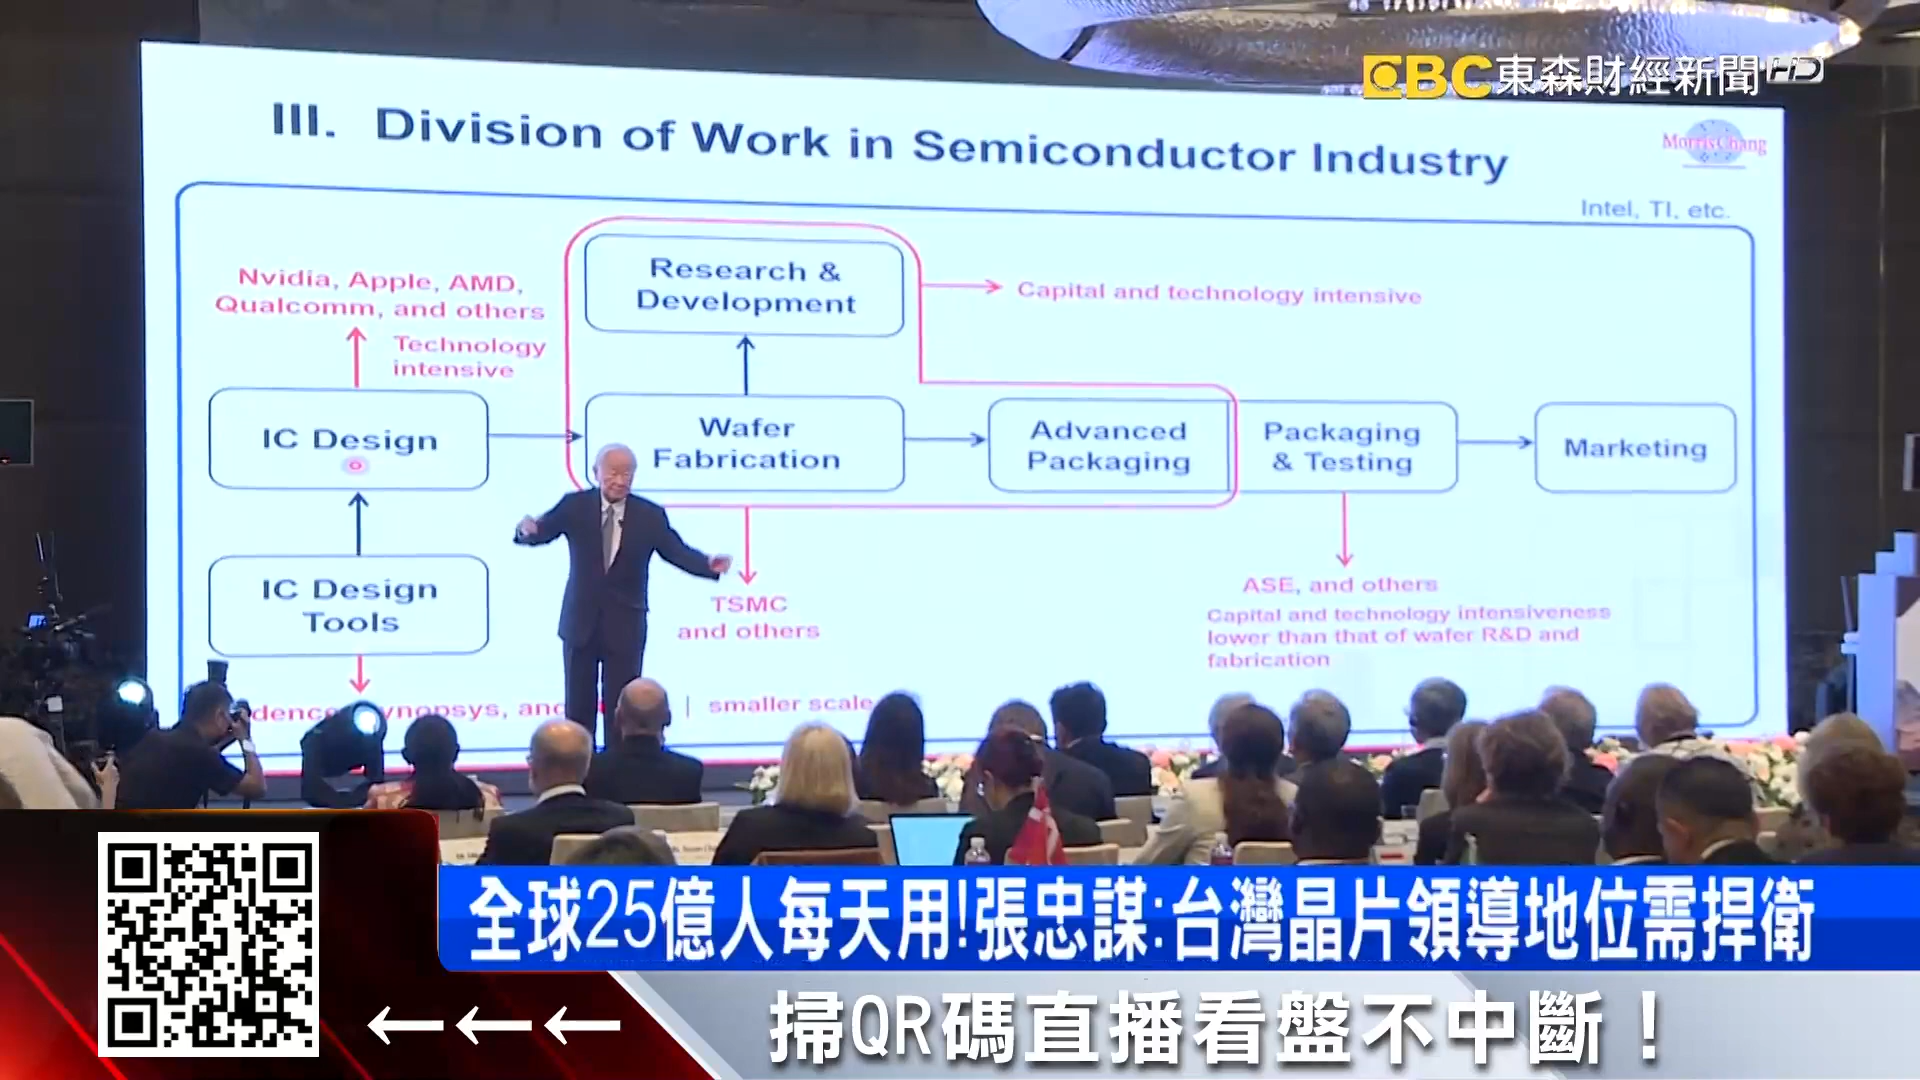 EBC 東森財經新聞 HD
III. Division of Work in Semiconductor Industry
Morris Chang
Intel, TI, etc.
Nvidia, Apple, AMD,
Qualcomm, and others
Technology
intensive
Research &
Development
Capital and technology intensive
IC Design
Wafer
Fabrication
Advanced
Packaging
Packaging
& Testing
Marketing
IC Design
Tools
TSMC
and others
ASE, and others
Capital and technology intensiveness
lower than that of wafer R&D and
fabrication
smaller scale
全球25億人每天用!張忠謀:台灣晶片領導地位需捍衛
←←← 掃QR碼直播看盤不中斷！